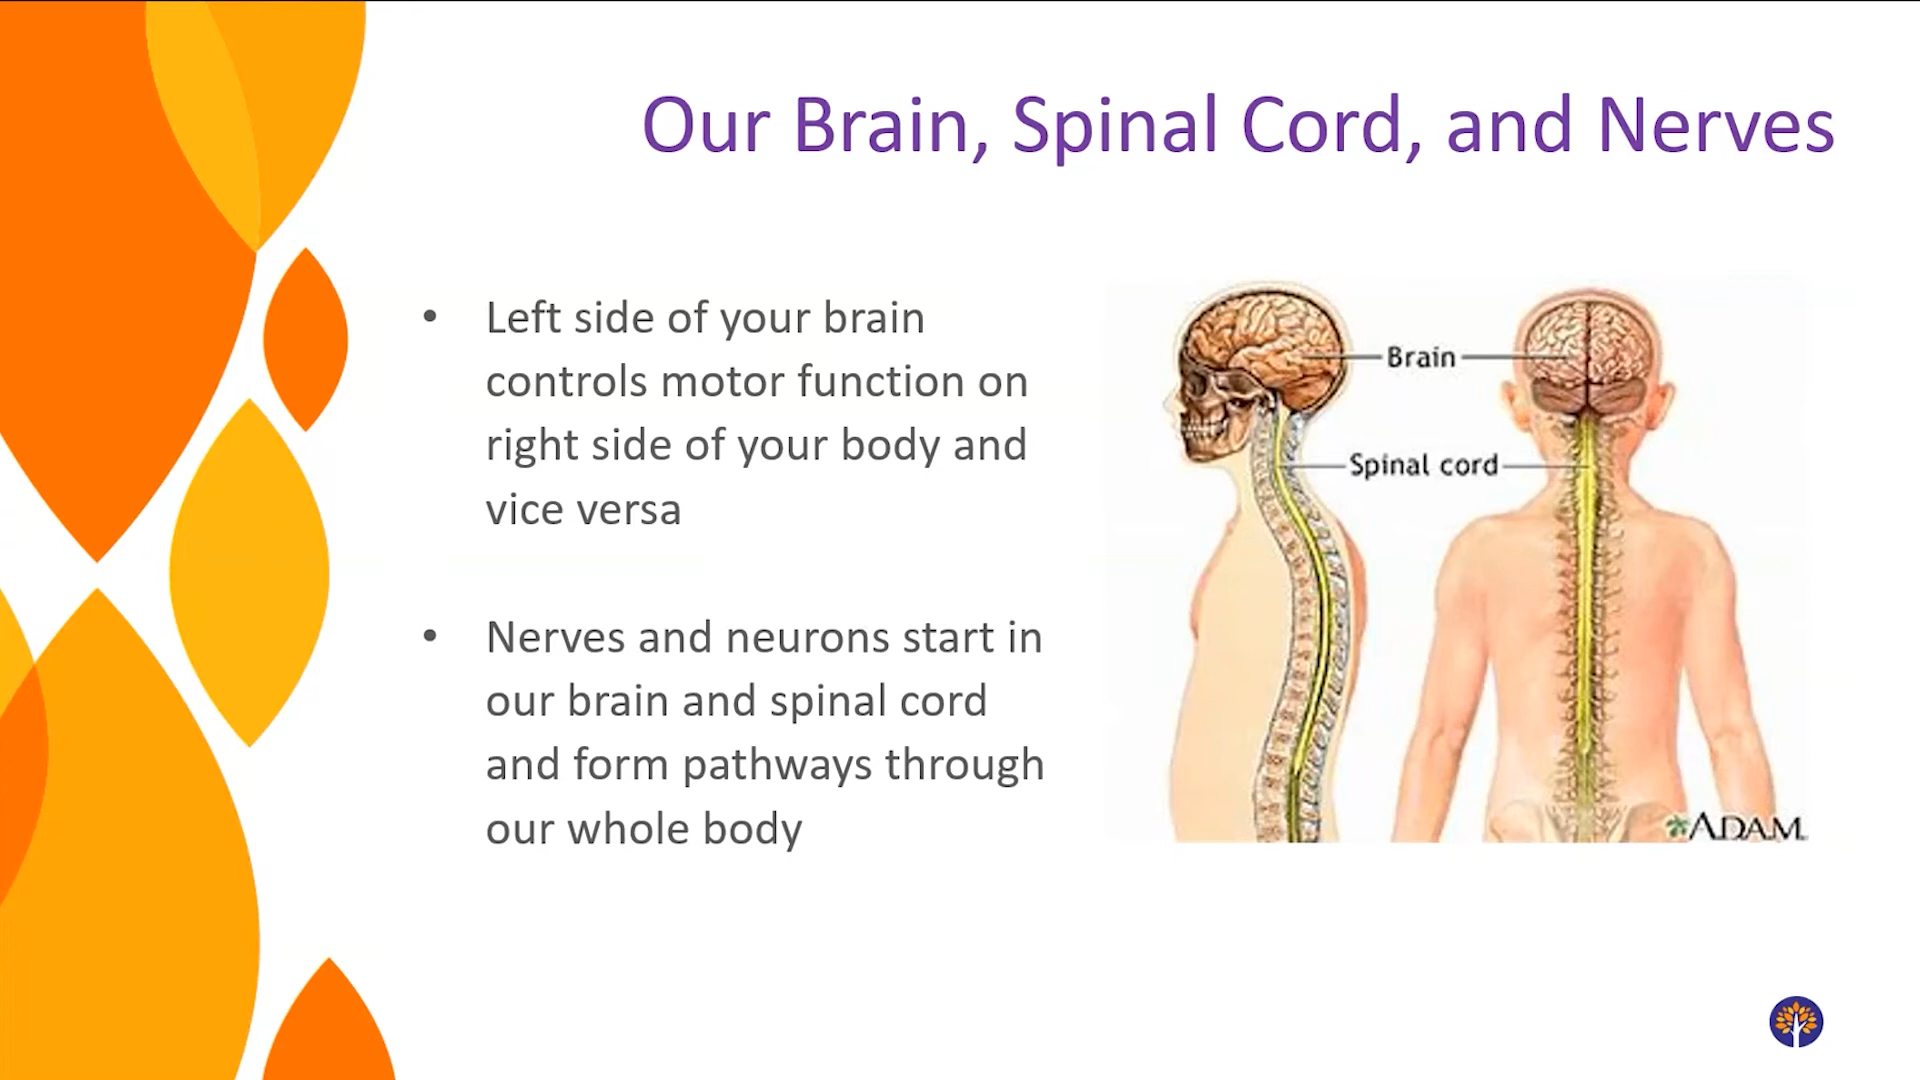 Our Brain, Spinal Cord, and Nerves
• Left side of your brain
controls motor function on
right side of your body and
vice versa
• Nerves and neurons start in
our brain and spinal cord
and form pathways through
our whole body
Brain
Spinal cord
ADAM.